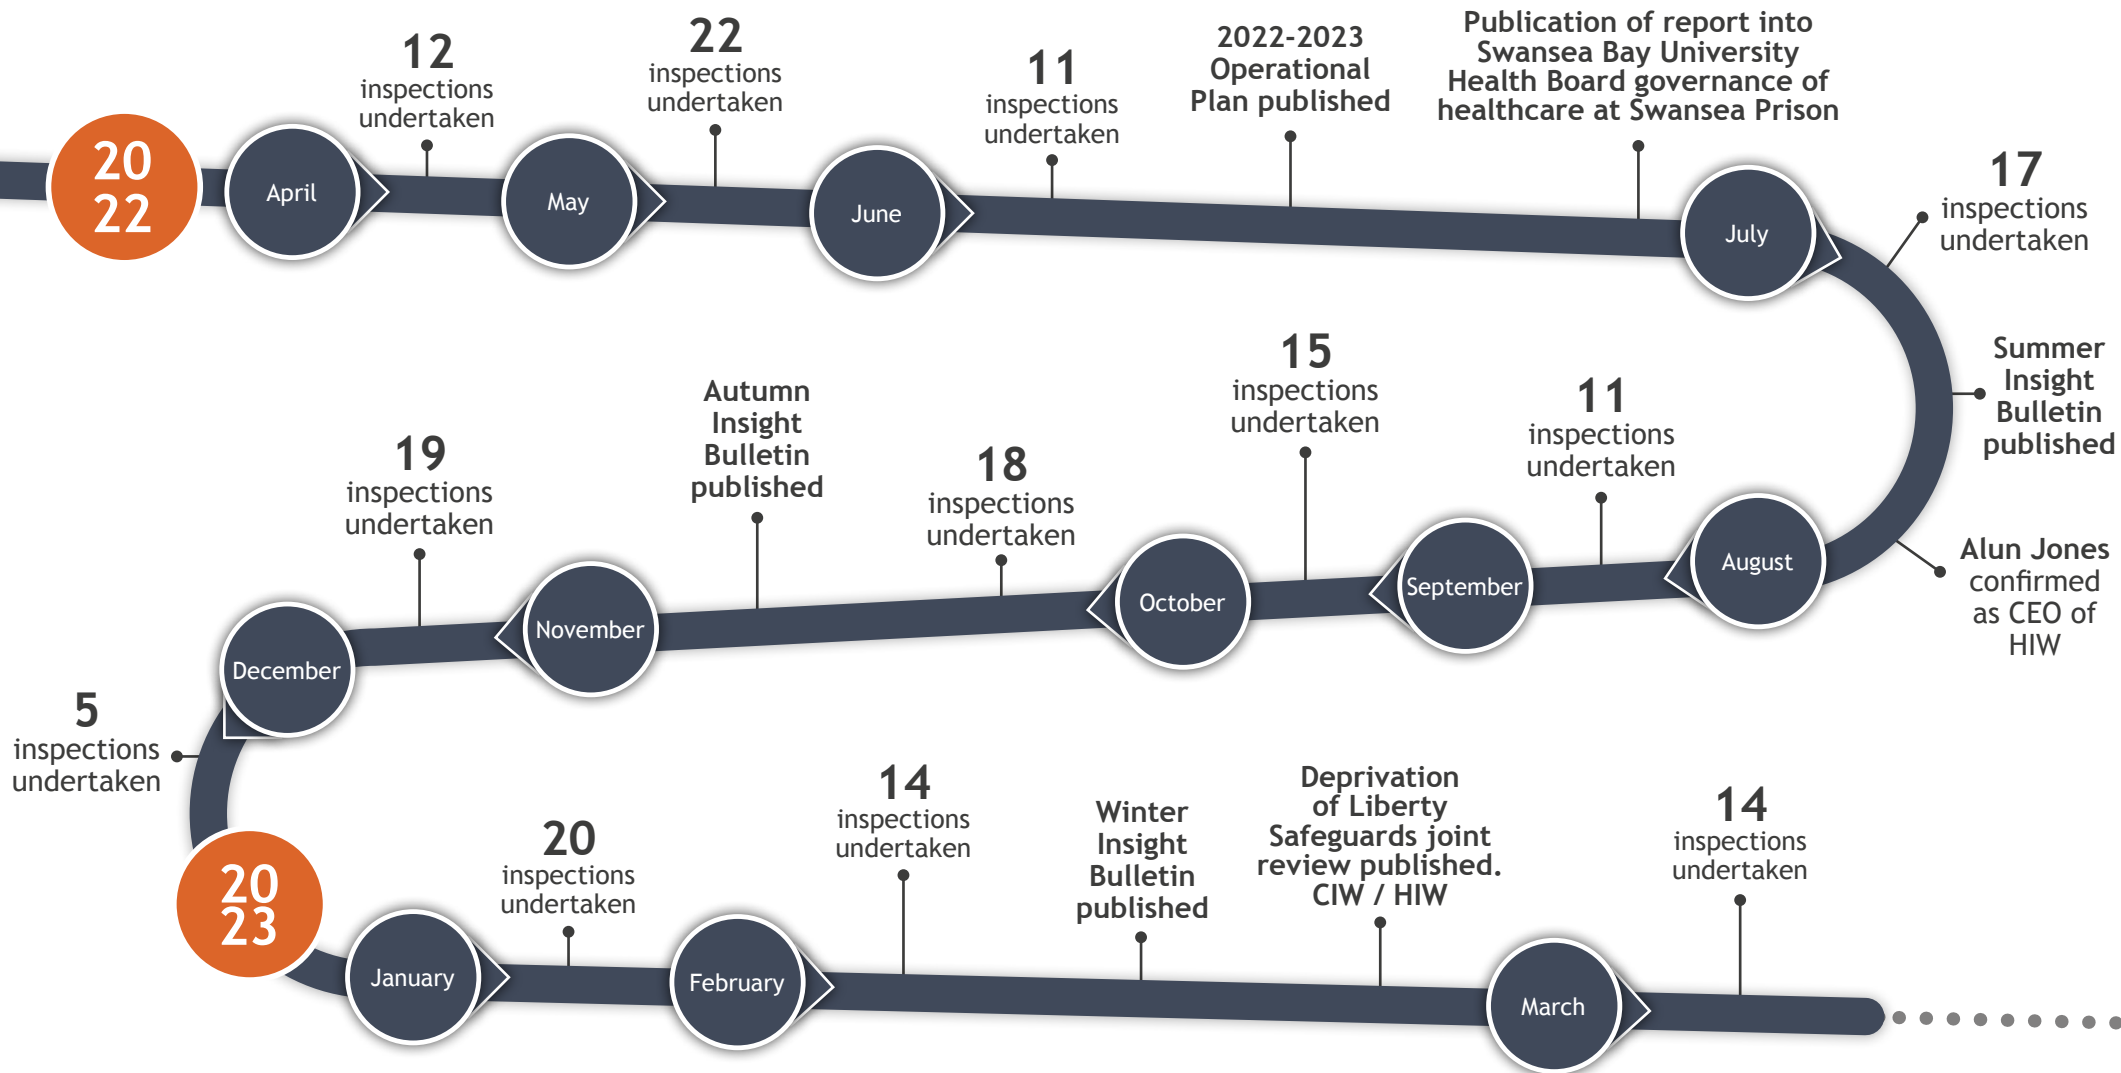 20
22
April
12
inspections
undertaken
May
22
inspections
undertaken
June
11
inspections
undertaken
2022-2023
Operational
Plan published
Publication of report into
Swansea Bay University
Health Board governance of
healthcare at Swansea Prison
July
17
inspections
undertaken
Summer
Insight
Bulletin
published
Alun Jones
confirmed
as CEO of
HIW
August
11
inspections
undertaken
September
15
inspections
undertaken
October
18
inspections
undertaken
Autumn
Insight
Bulletin
published
November
19
inspections
undertaken
December
5
inspections
undertaken
20
23
January
20
inspections
undertaken
February
14
inspections
undertaken
Winter
Insight
Bulletin
published
Deprivation
of Liberty
Safeguards joint
review published.
CIW / HIW
March
14
inspections
undertaken